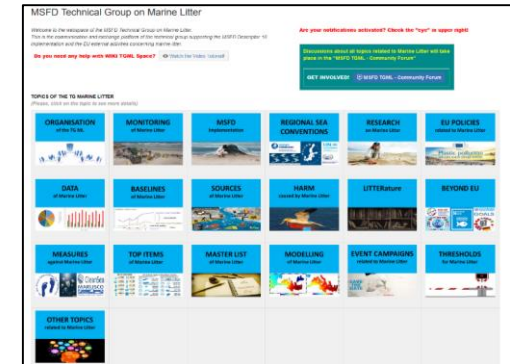 MSFD Technical Group on Marine Litter
Welcome to the webspace of the MSFD Technical Group on Marine Litter.
This is the communication and exchange platform of the technical group supporting the MSFD Descriptor 10
implementation and the EU external activities concerning marine litter.
Are your notifications activated? Check the "eye" in upper right!
Do you need any help with WIKI TGML Space?
Watch the Video Tutorial!
Discussions about all topics related to Marine Litter will take
place in the "MSFD TGML - Community Forum"
GET INVOLVED!
MSFD TGML - Community Forum
TOPICS OF THE TG MARINE LITTER
(Please, click on the topic to see more details)
ORGANISATION
of the TG ML
MONITORING
of Marine Litter
MSFD
Implementation
REGIONAL SEA
CONVENTIONS
RESEARCH
on Marine Litter
EU POLICIES
related to Marine Litter
DATA
of Marine Litter
BASELINES
of Marine Litter
SOURCES
of Marine Litter
HARM
caused by Marine Litter
LITTERature
BEYOND EU
MEASURES
against Marine Litter
TOP ITEMS
of Marine Litter
MASTER LIST
of Marine Litter
MODELLING
of Marine Litter
EVENT CAMPAIGNS
related to Marine Litter
THRESHOLDS
for Marine Litter
MARLISCO
OTHER TOPICS
related to Marine Litter